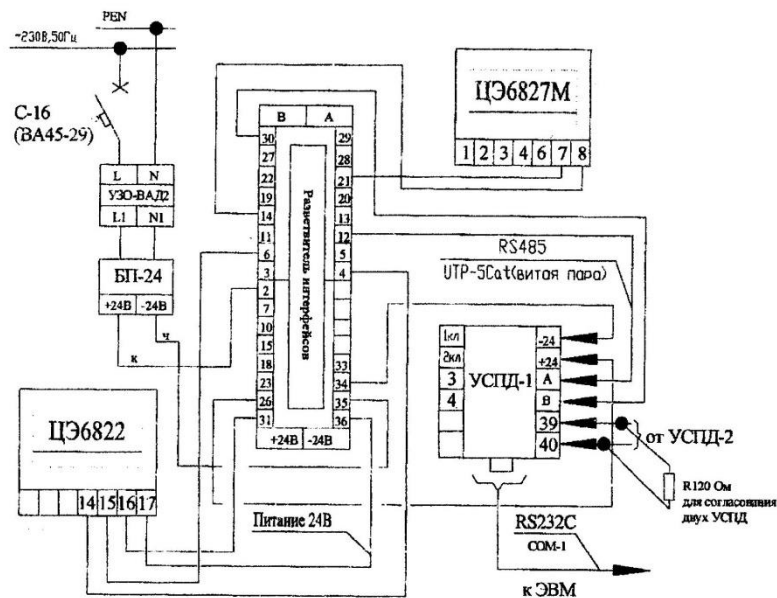 PEN
~230В,50Гц
С-16
(ВА45-29)
L N
УЗО-ВАД2
L1 N1
БП-24
+24В -24В
к
ч
В А
30 29
27 28
22 21
19 20
14 13
11 12
6 5
3 4
2
7
10
15
18 33
23 34
26 35
31 36
+24В -24В
Разветвитель интерфейсов
ЦЭ6827М
1 2 3 4 6 7 8
RS485
UTP-5Cat(витая пара)
1кл
2кл
3
4
УСПД-1
-24
+24
А
В
39
40
от УСПД-2
R120 Ом
для согласования
двух УСПД
ЦЭ6822
14 15 16 17
Питание 24В
RS232C
COM-1
к ЭВМ